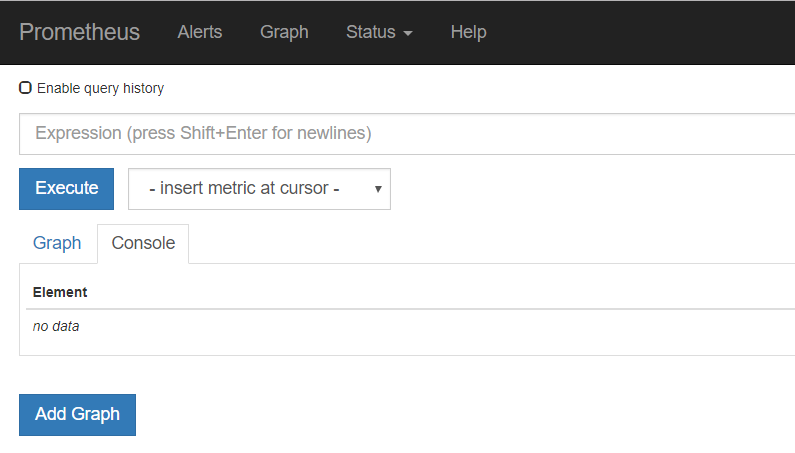 Prometheus Alerts Graph Status Help
Enable query history
Expression (press Shift+Enter for newlines)
Execute - insert metric at cursor -
Graph Console
Element
no data
Add Graph